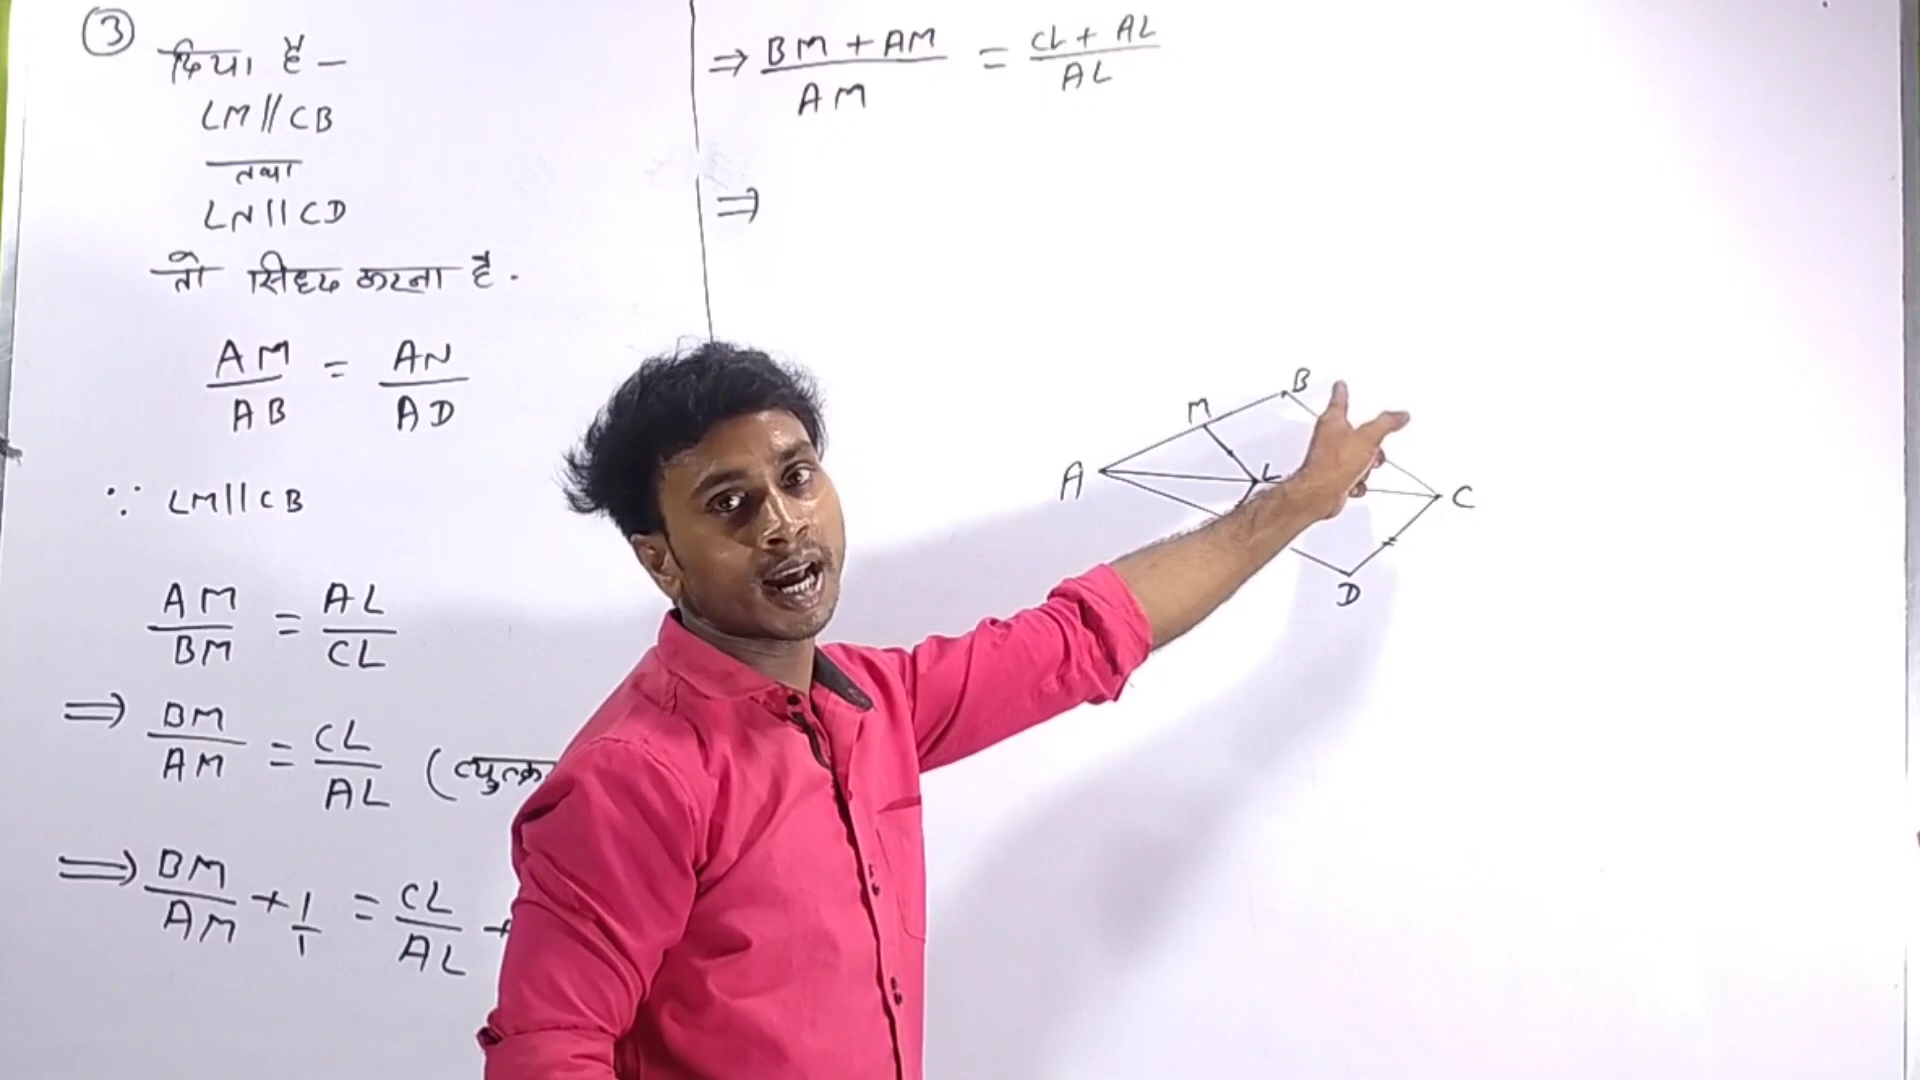 ③
दिया है -
LM || CB
तथा
LN || CD
तो सिद्ध करना है.
AM/AB = AN/AD
∵ LM || CB
AM/BM = AL/CL
⇒ BM/AM = CL/AL (व्युत्क्र
⇒ BM/AM + 1/1 = CL/AL +
⇒ BM + AM/AM = CL + AL/AL
⇒
B
M
A
L
C
D